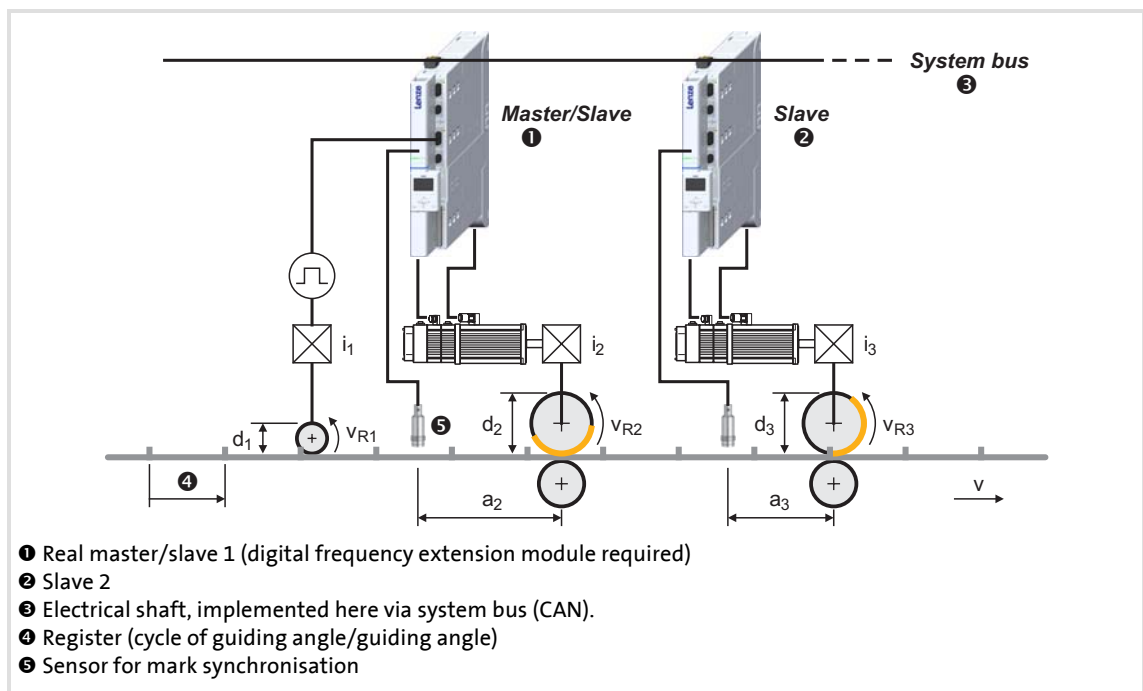 System bus
❸
Lenze
Master/Slave
❶
Lenze
Slave
❷
i₁
i₂
i₃
d₁
vR1
❺
d₂
vR2
d₃
vR3
❹
a₂
a₃
v
❶ Real master/slave 1 (digital frequency extension module required)
❷ Slave 2
❸ Electrical shaft, implemented here via system bus (CAN).
❹ Register (cycle of guiding angle/guiding angle)
❺ Sensor for mark synchronisation